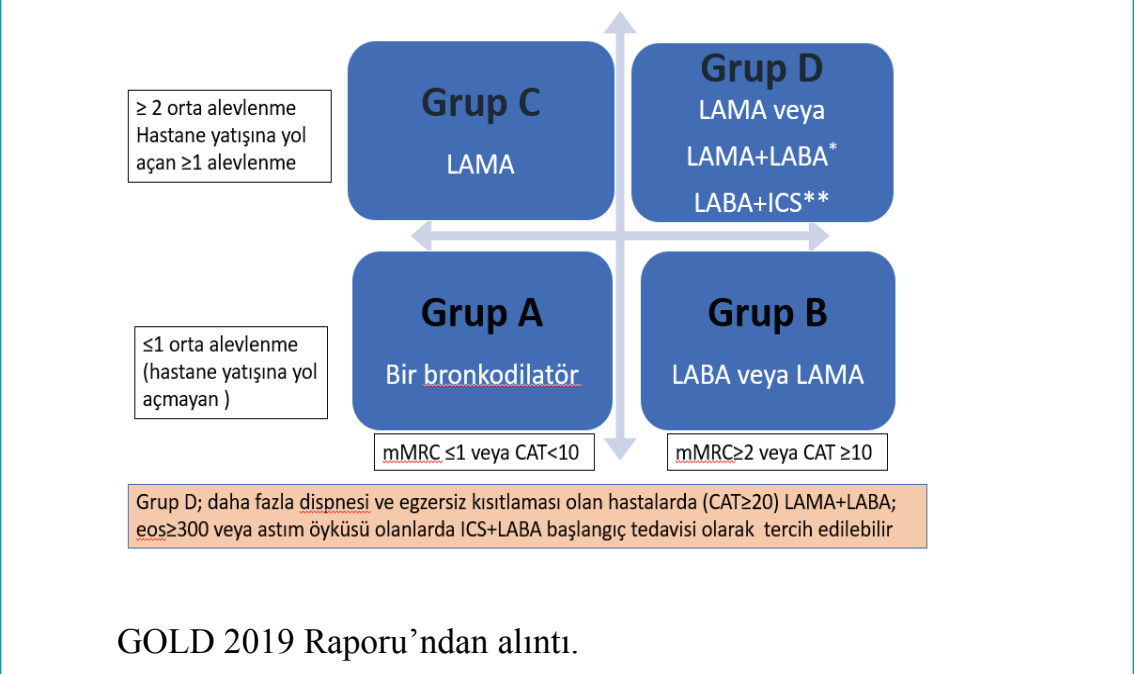 ≥ 2 orta alevlenme
Hastane yatışına yol
açan ≥1 alevlenme
Grup C
LAMA
Grup D
LAMA veya
LAMA+LABA*
LABA+ICS**
≤1 orta alevlenme
(hastane yatışına yol
açmayan )
Grup A
Bir bronkodilatör
Grup B
LABA veya LAMA
mMRC ≤1 veya CAT<10
mMRC≥2 veya CAT ≥10
Grup D; daha fazla dispnesi ve egzersiz kısıtlaması olan hastalarda (CAT≥20) LAMA+LABA;
eos≥300 veya astım öyküsü olanlarda ICS+LABA başlangıç tedavisi olarak tercih edilebilir
GOLD 2019 Raporu’ndan alıntı.